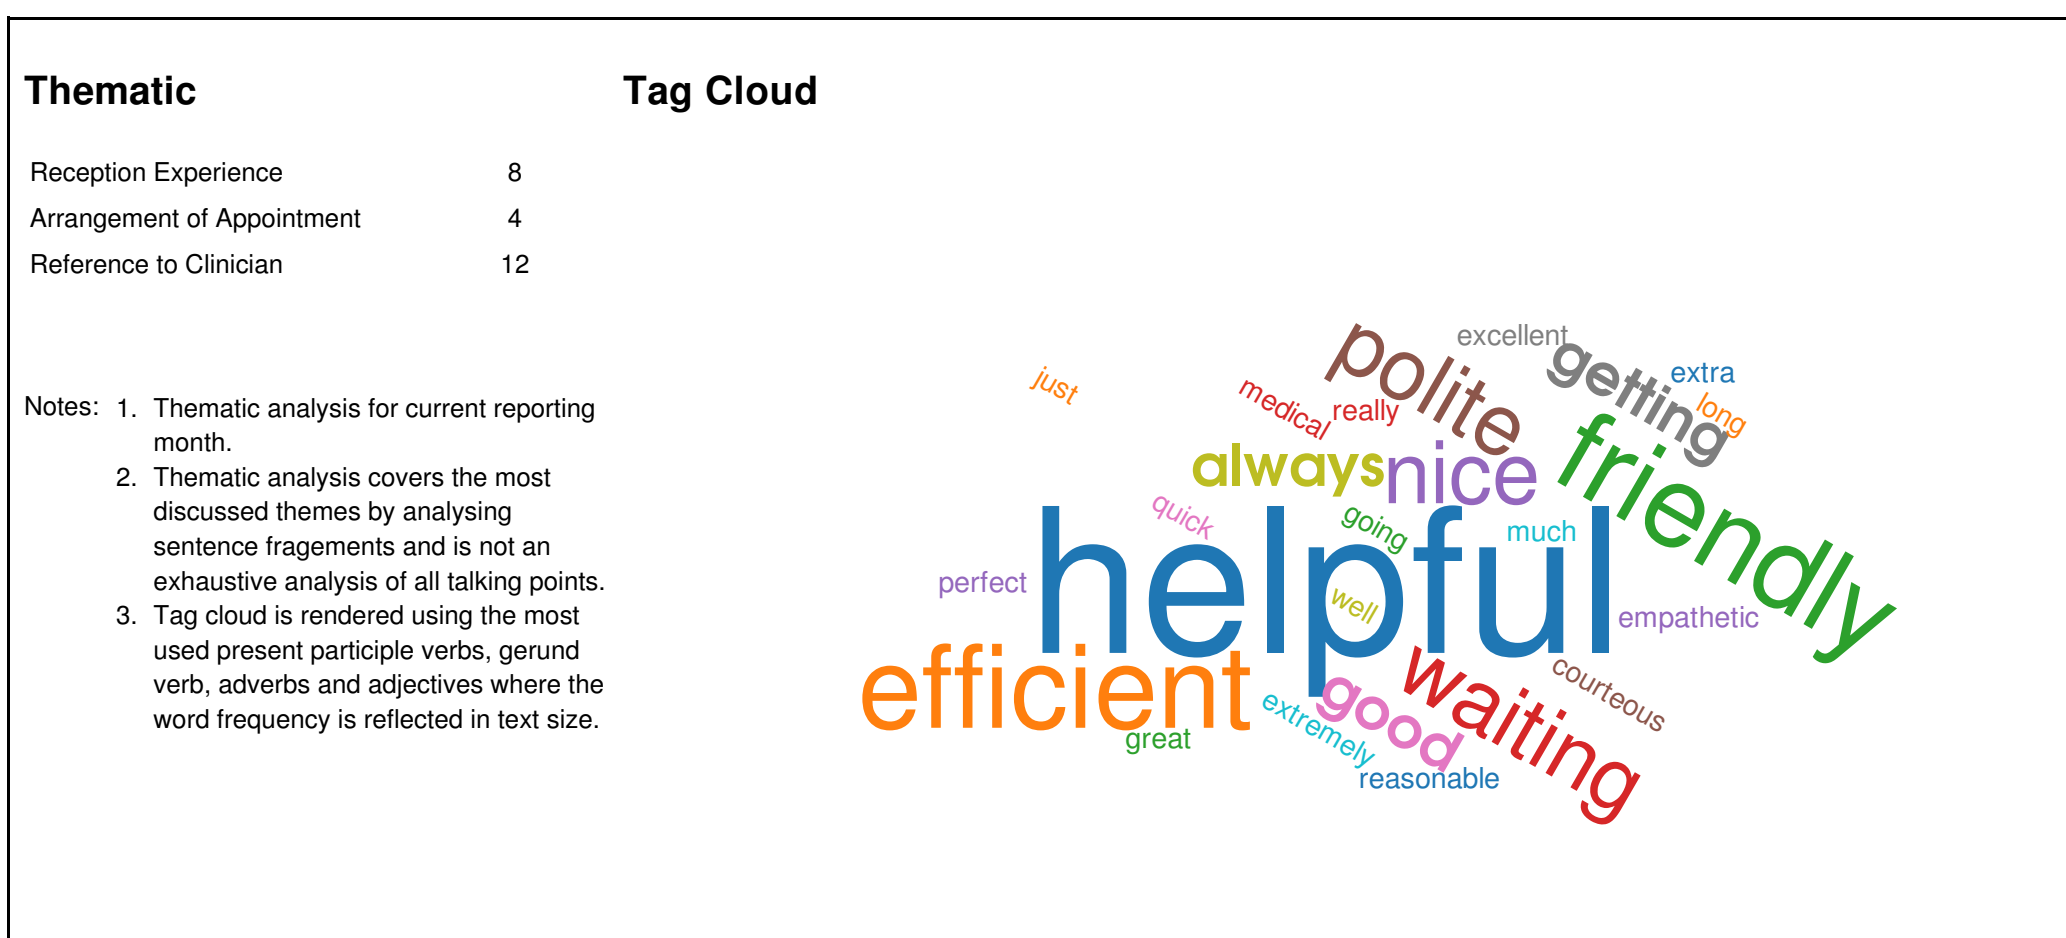 Thematic
Reception Experience 8
Arrangement of Appointment 4
Reference to Clinician 12
Notes: 1. Thematic analysis for current reporting
month.
2. Thematic analysis covers the most
discussed themes by analysing
sentence fragements and is not an
exhaustive analysis of all talking points.
3. Tag cloud is rendered using the most
used present participle verbs, gerund
verb, adverbs and adjectives where the
word frequency is reflected in text size.
Tag Cloud
polite
excellent
getting
extra
long
just
medical
really
always
nice
friendly
quick
going
much
helpful
perfect
well
empathetic
efficient
waiting
courteous
good
extremely
great
reasonable